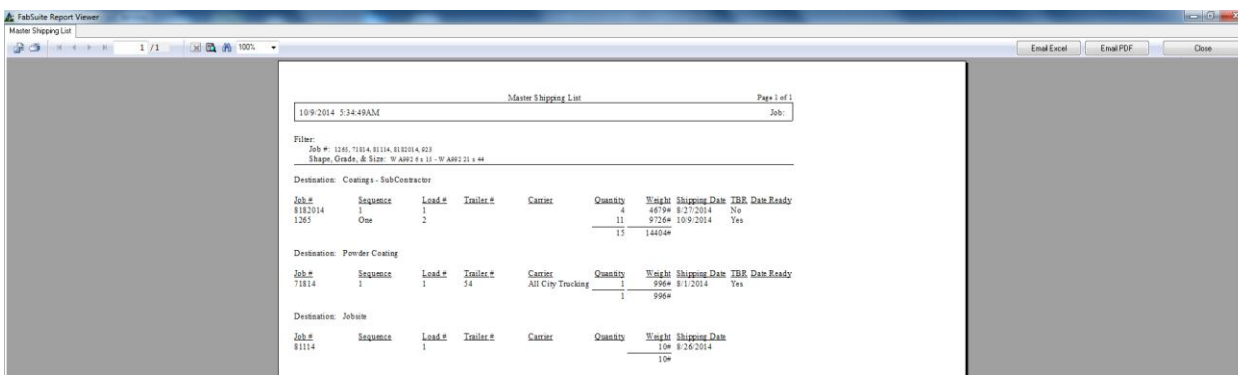 FabSuite Report Viewer
Master Shipping List
1 /1 100% Email Excel Email PDF Close
Master Shipping List Page 1 of 1
10/9/2014 5:34:49AM Job:
Filter:
Job #: 1265, 71814, 81114, 8182014, 923
Shape, Grade, & Size: W A992 6 x 15 - W A992 21 x 44
Destination: Coatings - SubContractor
Job # Sequence Load # Trailer # Carrier Quantity Weight Shipping Date TBR Date Ready
8182014 1 1 4 4679# 8/27/2014 No
1265 One 2 11 9726# 10/9/2014 Yes
15 14404#
Destination: Powder Coating
Job # Sequence Load # Trailer # Carrier Quantity Weight Shipping Date TBR Date Ready
71814 1 1 54 All City Trucking 1 996# 8/1/2014 Yes
1 996#
Destination: Jobsite
Job # Sequence Load # Trailer # Carrier Quantity Weight Shipping Date
81114 1 10# 8/26/2014
10#